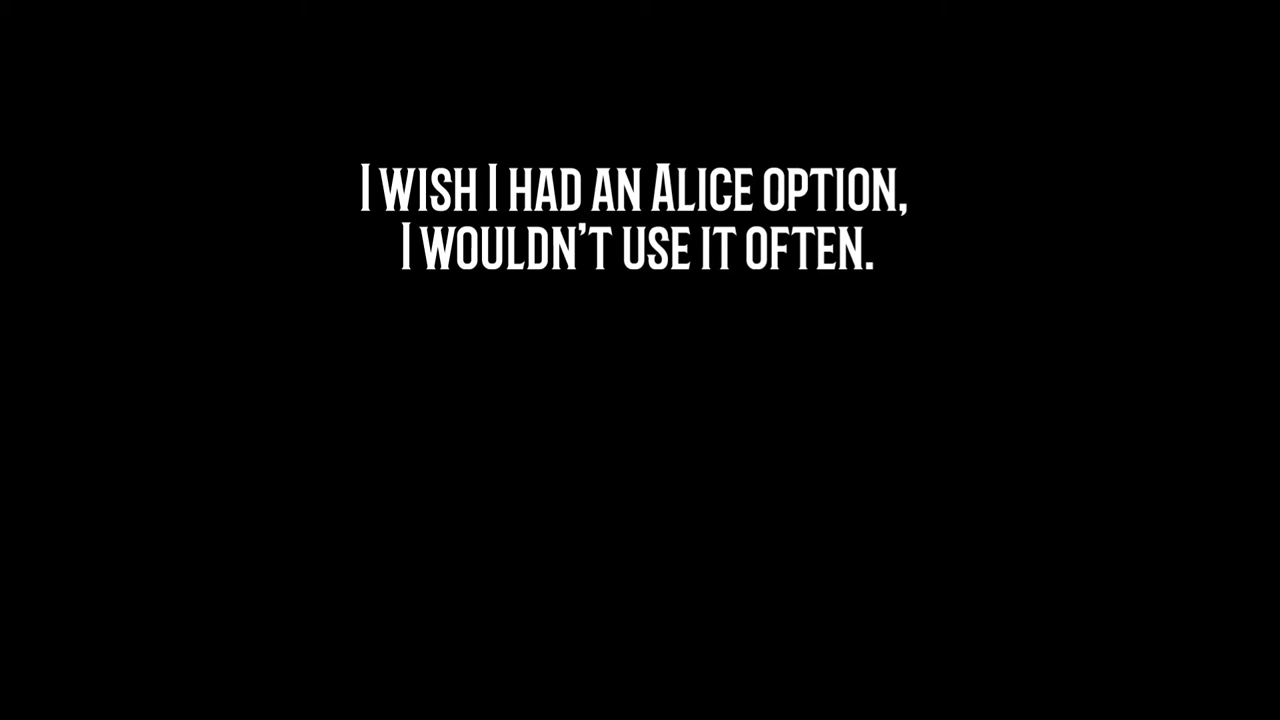 I WISH I HAD AN ALICE OPTION,
I WOULDN'T USE IT OFTEN.